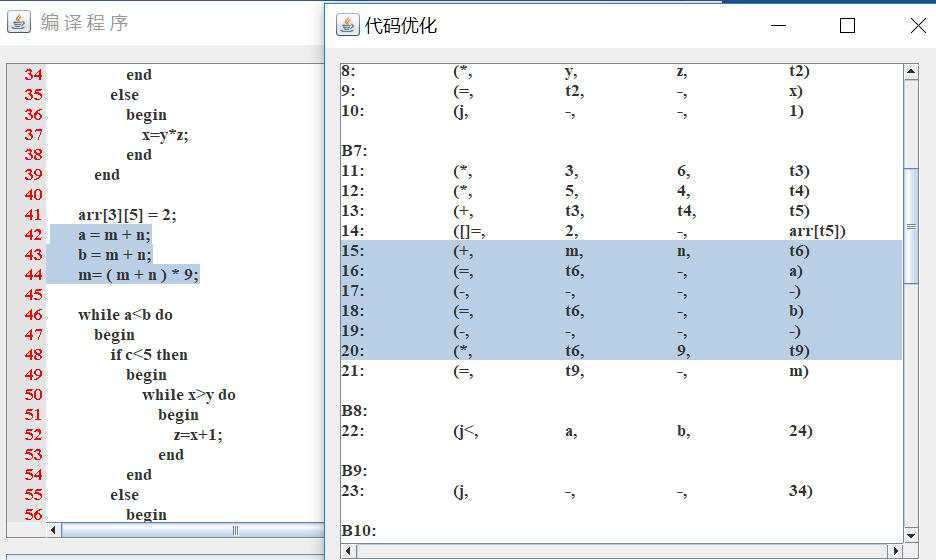 编译程序
34 end
35 else
36 begin
37 x=y*z;
38 end
39 end
40
41 arr[3][5] = 2;
42 a = m + n;
43 b = m + n;
44 m= ( m + n ) * 9;
45
46 while a<b do
47 begin
48 if c<5 then
49 begin
50 while x>y do
51 begin
52 z=x+1;
53 end
54 end
55 else
56 begin
代码优化
8: (*, y, z, t2)
9: (=, t2, -, x)
10: (j, -, -, 1)
B7:
11: (*, 3, 6, t3)
12: (*, 5, 4, t4)
13: (+, t3, t4, t5)
14: ([]=, 2, -, arr[t5])
15: (+, m, n, t6)
16: (=, t6, -, a)
17: (-, -, -, -)
18: (=, t6, -, b)
19: (-, -, -, -)
20: (*, t6, 9, t9)
21: (=, t9, -, m)
B8:
22: (j<, a, b, 24)
B9:
23: (j, -, -, 34)
B10: